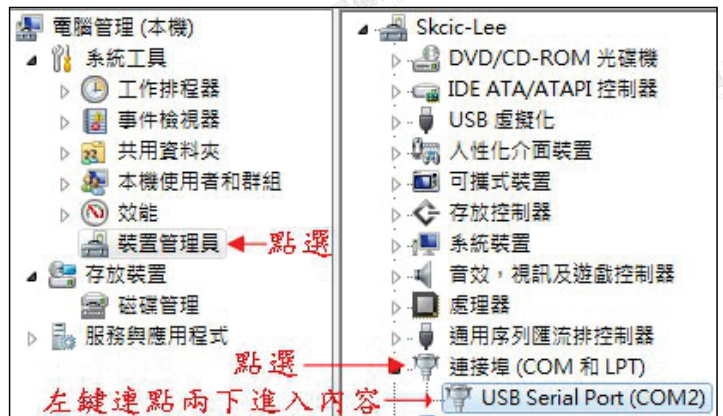 電腦管理 (本機)
系統工具
工作排程器
事件檢視器
共用資料夾
本機使用者和群組
效能
裝置管理員
點選
存放裝置
磁碟管理
服務與應用程式
Skcic-Lee
DVD/CD-ROM 光碟機
IDE ATA/ATAPI 控制器
USB 虛擬化
人性化介面裝置
可攜式裝置
存放控制器
系統裝置
音效，視訊及遊戲控制器
處理器
通用序列匯流排控制器
點選
連接埠 (COM 和 LPT)
左鍵連點兩下進入內容
USB Serial Port (COM2)